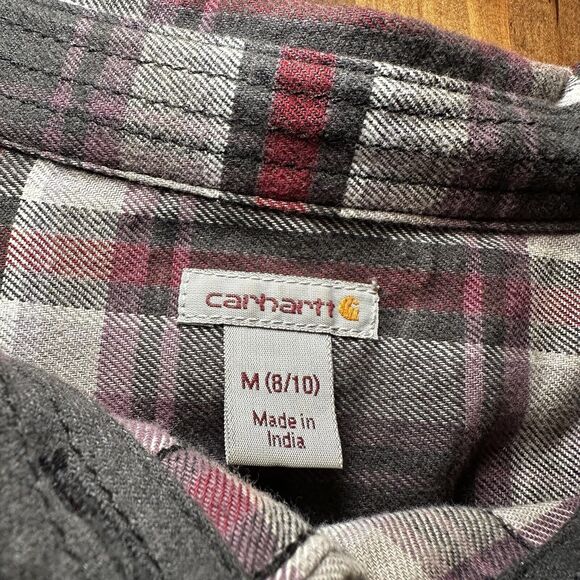 carhartt
M (8/10)
Made in
India